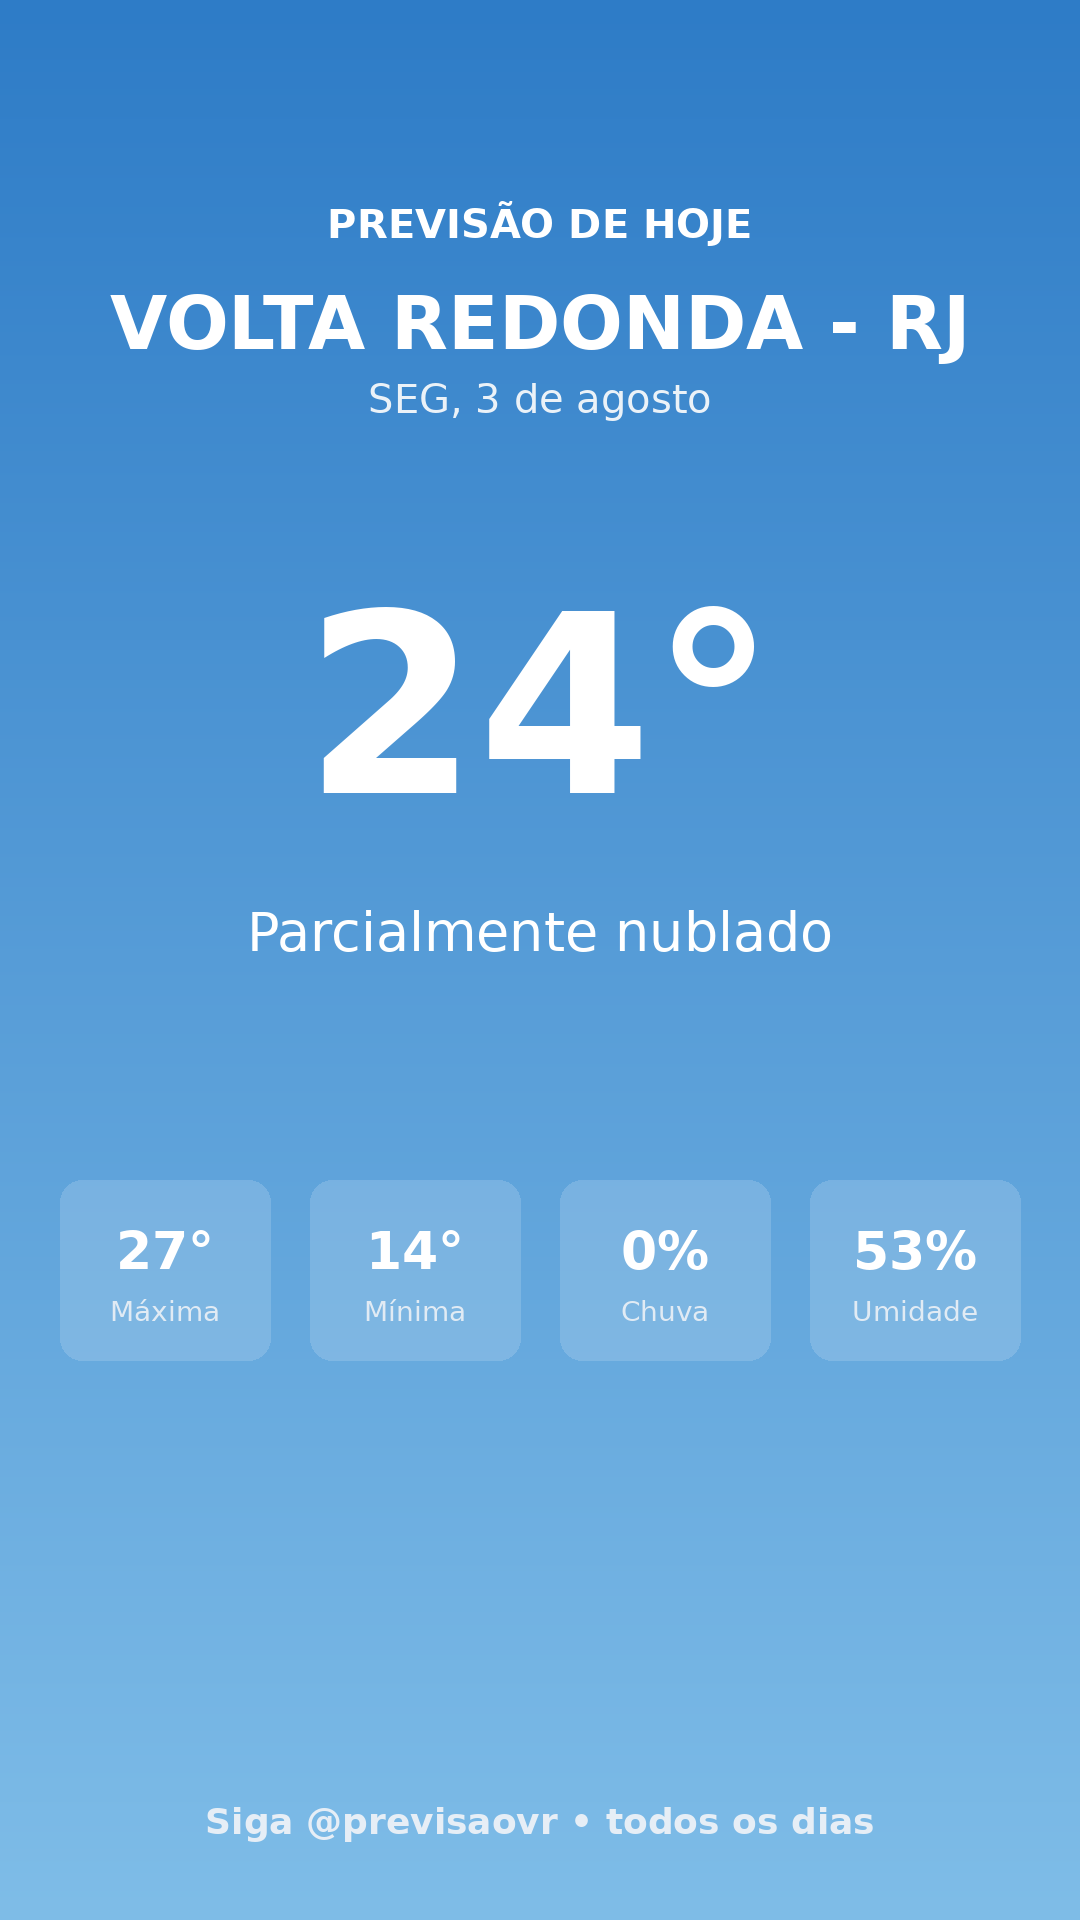 PREVISÃO DE HOJE
VOLTA REDONDA - RJ
SEG, 3 de agosto
24°
Parcialmente nublado
27° 14° 0% 53%
Máxima Mínima Chuva Umidade
Siga @previsaovr • todos os dias